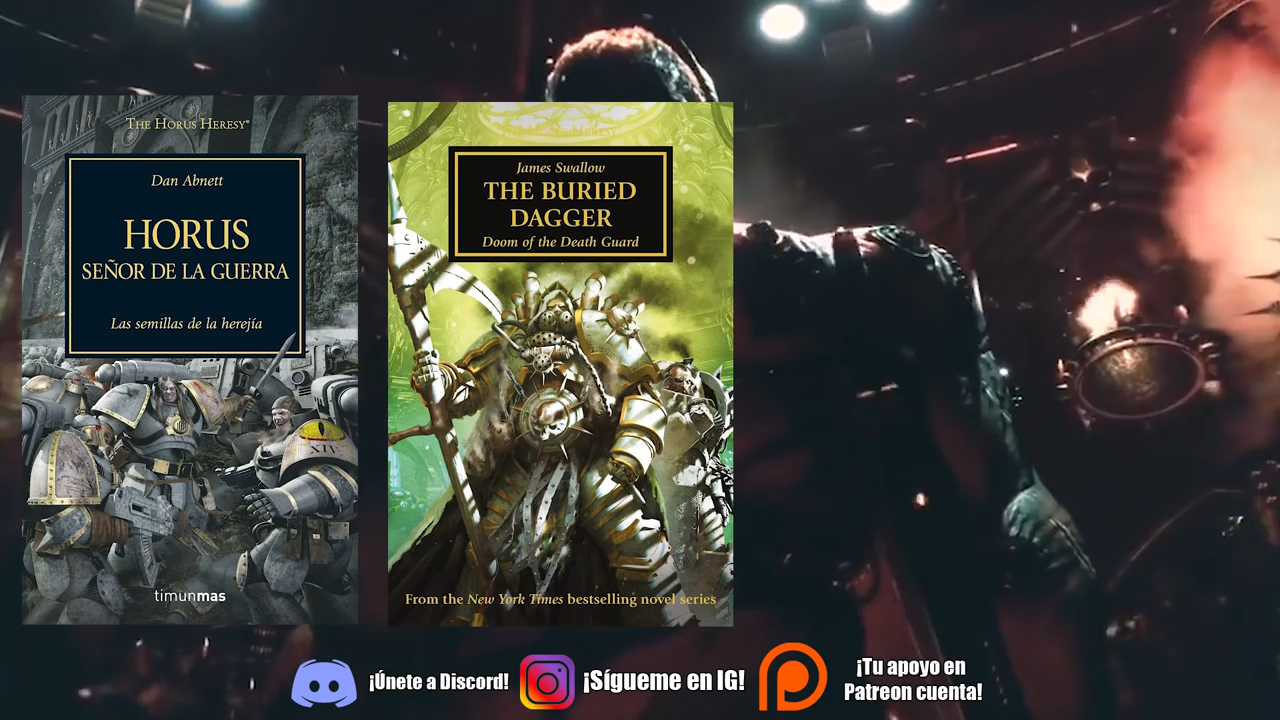 THE HORUS HERESY®
Dan Abnett
HORUS
SEÑOR DE LA GUERRA
Las semillas de la herejía
XIV
timunmas
James Swallow
THE BURIED
DAGGER
Doom of the Death Guard
From the New York Times bestselling novel series
¡Únete a Discord!
¡Sígueme en IG!
¡Tu apoyo en
Patreon cuenta!